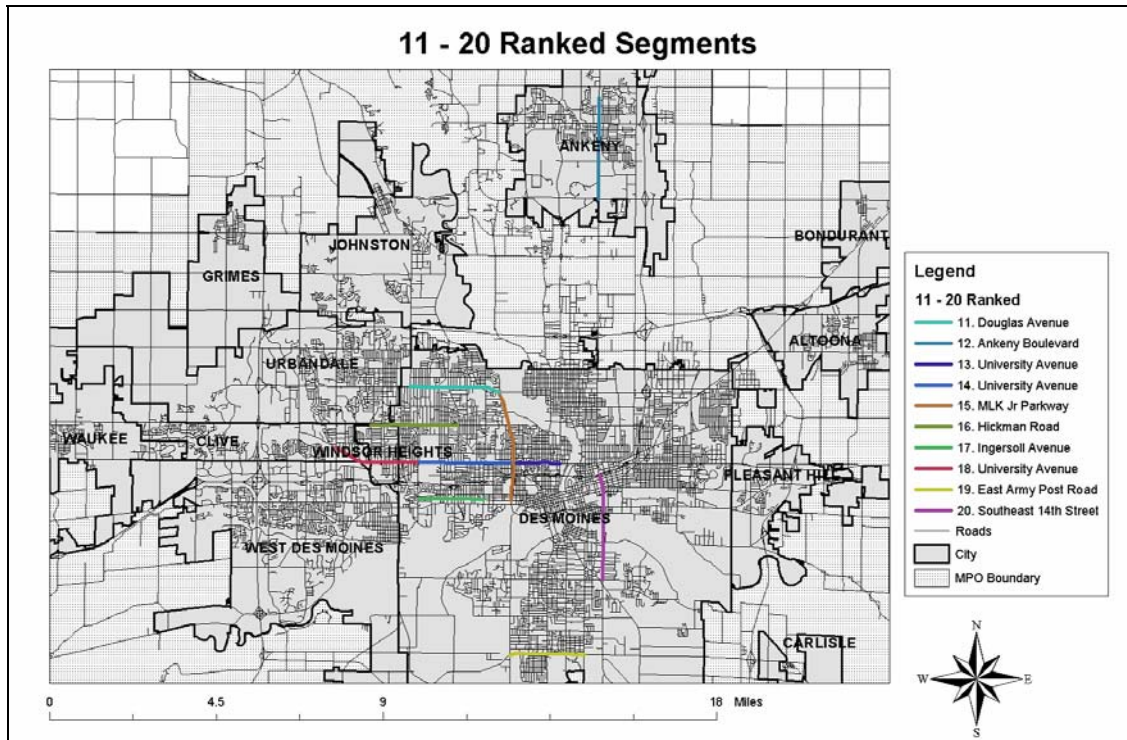 11 - 20 Ranked Segments
ANKENY
BONDURANT
JOHNSTON
GRIMES
ALTOONA
URBANDALE
WAUKEE
CLIVE
WINDSOR HEIGHTS
PLEASANT HILL
DES MOINES
WEST DES MOINES
CARLISLE
Legend
11 - 20 Ranked
11. Douglas Avenue
12. Ankeny Boulevard
13. University Avenue
14. University Avenue
15. MLK Jr Parkway
16. Hickman Road
17. Ingersoll Avenue
18. University Avenue
19. East Army Post Road
20. Southeast 14th Street
Roads
City
MPO Boundary
N
W E
S
0 4.5 9 18 Miles